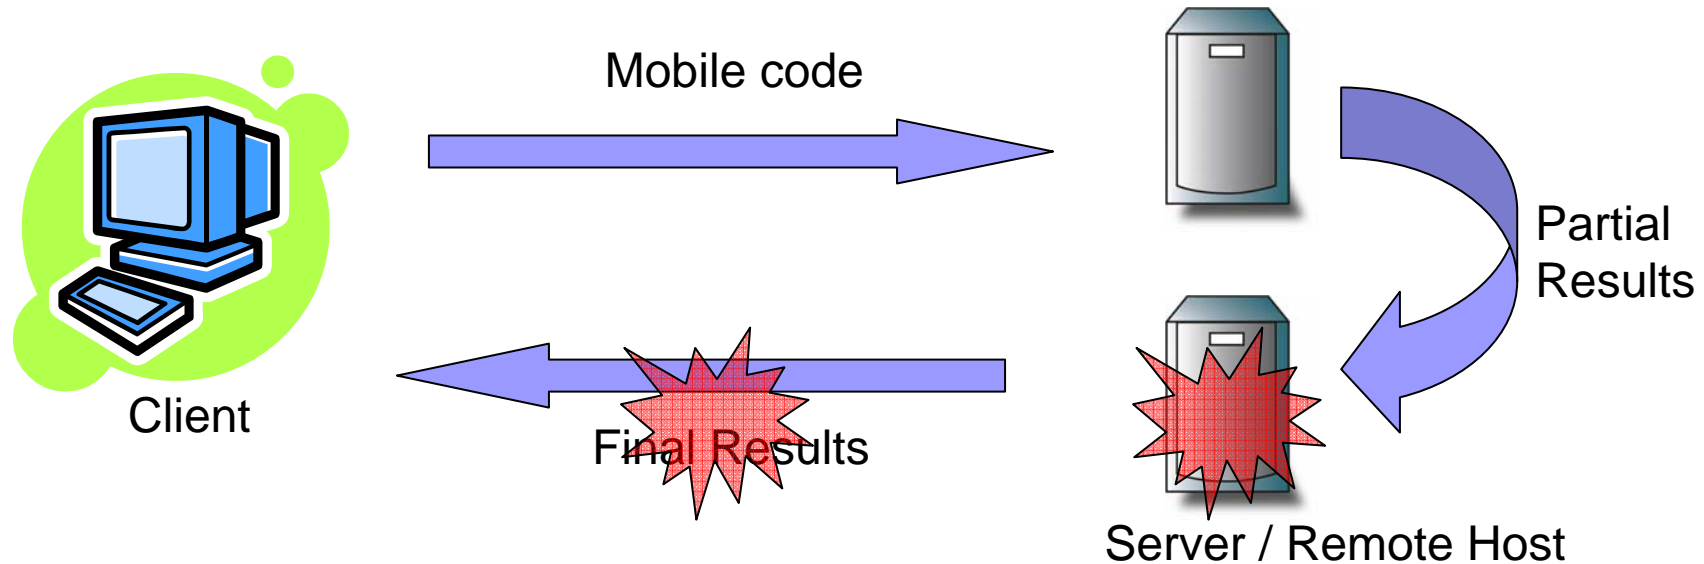 Mobile code
Partial
Results
Client
Final Results
Server / Remote Host